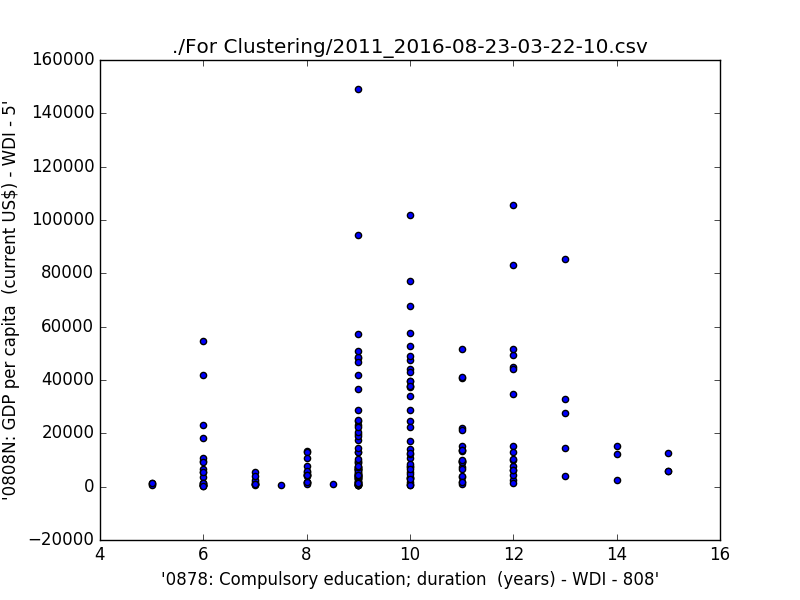 ./For Clustering/2011_2016-08-23-03-22-10.csv
160000
140000
120000
100000
80000
60000
40000
20000
0
−20000
'0808N: GDP per capita  (current US$) - WDI - 5'
4 6 8 10 12 14 16
'0878: Compulsory education; duration  (years) - WDI - 808'